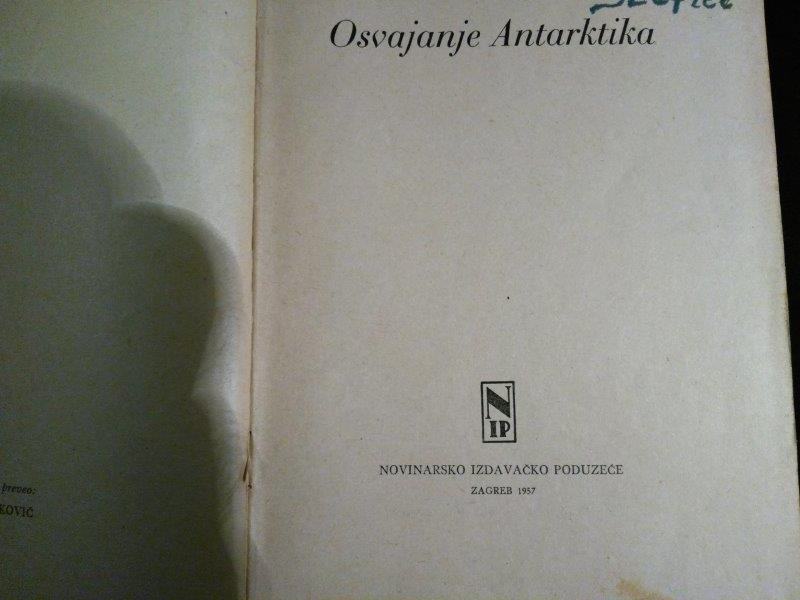 preveo:
KOVIĆ
Osvajanje Antarktika
N
IP
NOVINARSKO IZDAVAČKO PODUZEĆE
ZAGREB 1957